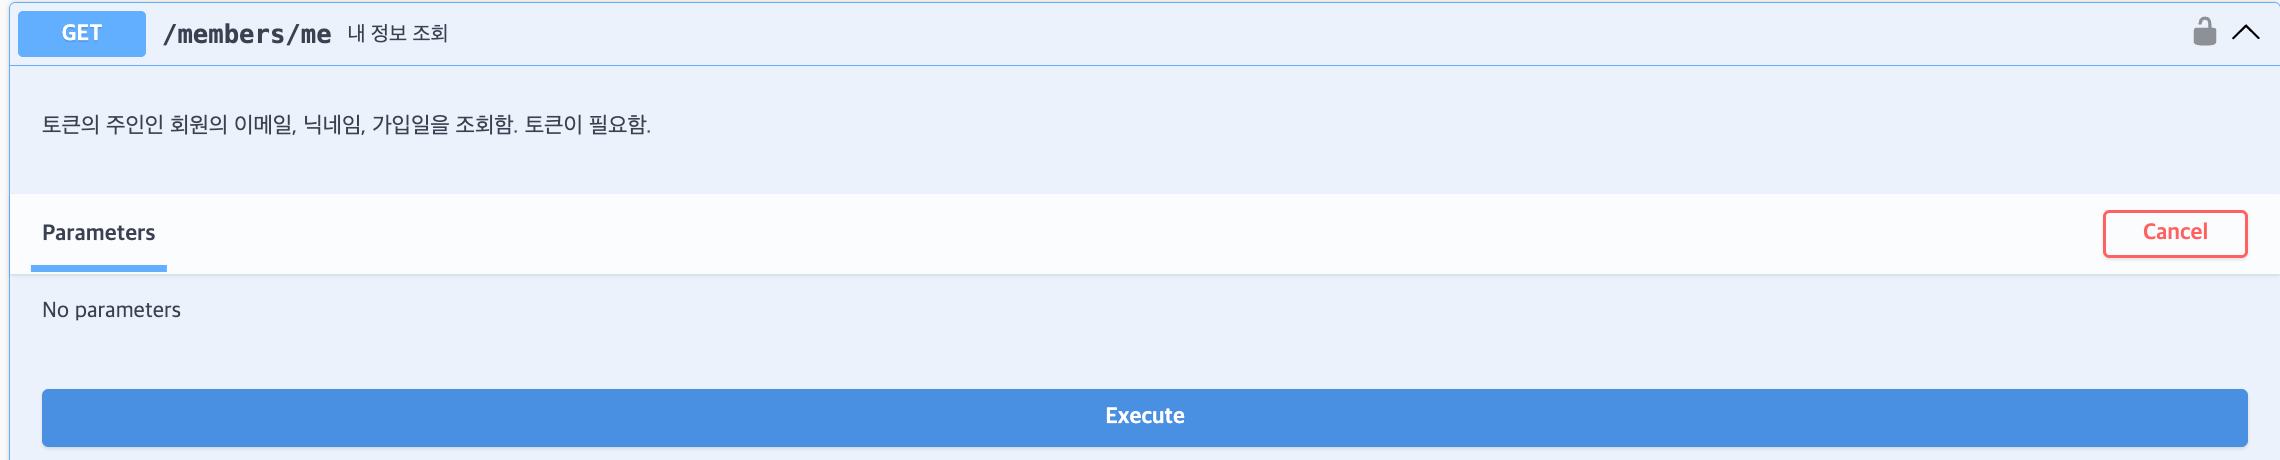 GET /members/me 내 정보 조회
토큰의 주인인 회원의 이메일, 닉네임, 가입일을 조회함. 토큰이 필요함.
Parameters Cancel
No parameters
Execute